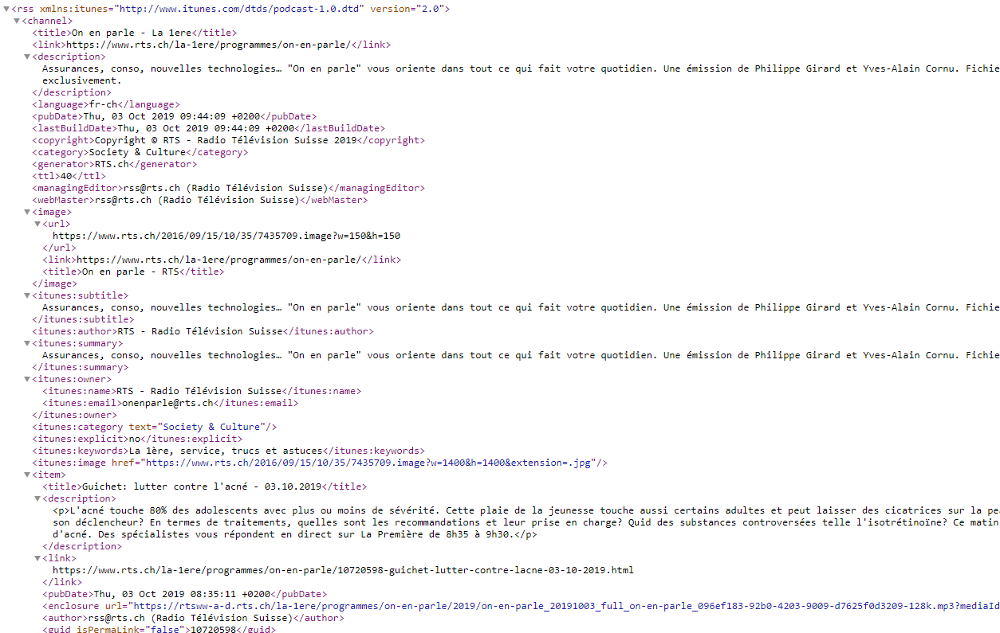 ▼<rss xmlns:itunes="http://www.itunes.com/dtds/podcast-1.0.dtd" version="2.0">
▼<channel>
<title>On en parle - La 1ere</title>
<link>https://www.rts.ch/la-1ere/programmes/on-en-parle/</link>
▼<description>
Assurances, conso, nouvelles technologies… "On en parle" vous oriente dans tout ce qui fait votre quotidien. Une émission de Philippe Girard et Yves-Alain Cornu. Fichie
exclusivement.
</description>
<language>fr-ch</language>
<pubDate>Thu, 03 Oct 2019 09:44:09 +0200</pubDate>
<lastBuildDate>Thu, 03 Oct 2019 09:44:09 +0200</lastBuildDate>
<copyright>Copyright © RTS - Radio Télévision Suisse 2019</copyright>
<category>Society & Culture</category>
<generator>RTS.ch</generator>
<ttl>40</ttl>
<managingEditor>rss@rts.ch (Radio Télévision Suisse)</managingEditor>
<webMaster>rss@rts.ch (Radio Télévision Suisse)</webMaster>
▼<image>
▼<url>
https://www.rts.ch/2016/09/15/10/35/7435709.image?w=150&h=150
</url>
<link>https://www.rts.ch/la-1ere/programmes/on-en-parle/</link>
<title>On en parle - RTS</title>
</image>
▼<itunes:subtitle>
Assurances, conso, nouvelles technologies… "On en parle" vous oriente dans tout ce qui fait votre quotidien. Une émission de Philippe Girard et Yves-Alain Cornu. Fichie
</itunes:subtitle>
<itunes:author>RTS - Radio Télévision Suisse</itunes:author>
▼<itunes:summary>
Assurances, conso, nouvelles technologies… "On en parle" vous oriente dans tout ce qui fait votre quotidien. Une émission de Philippe Girard et Yves-Alain Cornu. Fichie
</itunes:summary>
▼<itunes:owner>
<itunes:name>RTS - Radio Télévision Suisse</itunes:name>
<itunes:email>onenparle@rts.ch</itunes:email>
</itunes:owner>
<itunes:category text="Society & Culture"/>
<itunes:explicit>no</itunes:explicit>
<itunes:keywords>La 1ère, service, trucs et astuces</itunes:keywords>
<itunes:image href="https://www.rts.ch/2016/09/15/10/35/7435709.image?w=1400&h=1400&extension=.jpg"/>
▼<item>
<title>Guichet: lutter contre l'acné - 03.10.2019</title>
▼<description>
<p>L'acné touche 80% des adolescents avec plus ou moins de sévérité. Cette plaie de la jeunesse touche aussi certains adultes et peut laisser des cicatrices sur la pe
son déclencheur? En termes de traitements, quelles sont les recommandations et leur prise en charge? Quid des substances controversées telle l'isotrétinoïne? Ce matin
d'acné. Des spécialistes vous répondent en direct sur La Première de 8h35 à 9h30.</p>
</description>
▼<link>
https://www.rts.ch/la-1ere/programmes/on-en-parle/10720598-guichet-lutter-contre-lacne-03-10-2019.html
</link>
<pubDate>Thu, 03 Oct 2019 08:35:11 +0200</pubDate>
<enclosure url="https://rtsww-a-d.rts.ch/la-1ere/programmes/on-en-parle/2019/on-en-parle_20191003_full_on-en-parle_096ef183-92b0-4203-9009-d7625f0d3209-128k.mp3?mediaId
<author>rss@rts.ch (Radio Télévision Suisse)</author>
<guid isPermaLink="false">10720598</guid>